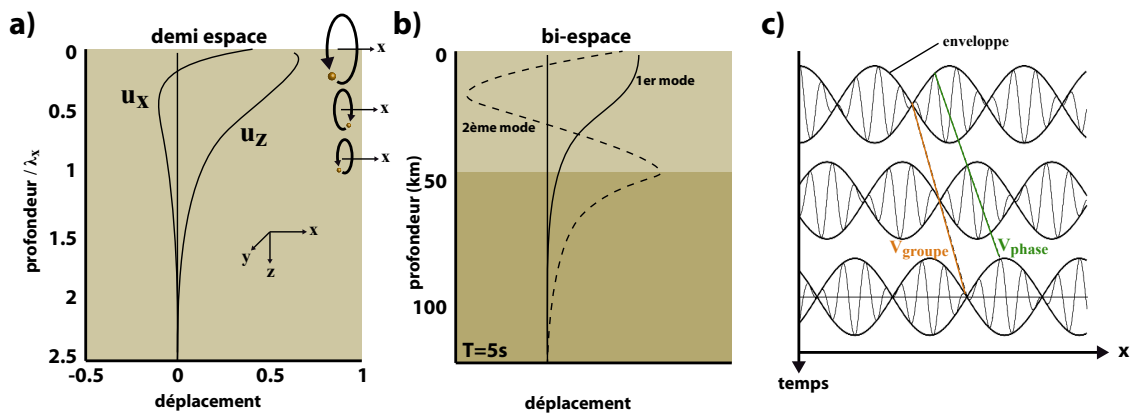 a)
demi espace
0
0.5
1
1.5
2
2.5
profondeur / λx
ux
uz
x
x
x
x
y
z
-0.5
0
0.5
1
déplacement
b)
bi-espace
0
50
100
profondeur (km)
1er mode
2ème mode
T=5s
déplacement
c)
enveloppe
Vgroupe
Vphase
x
temps